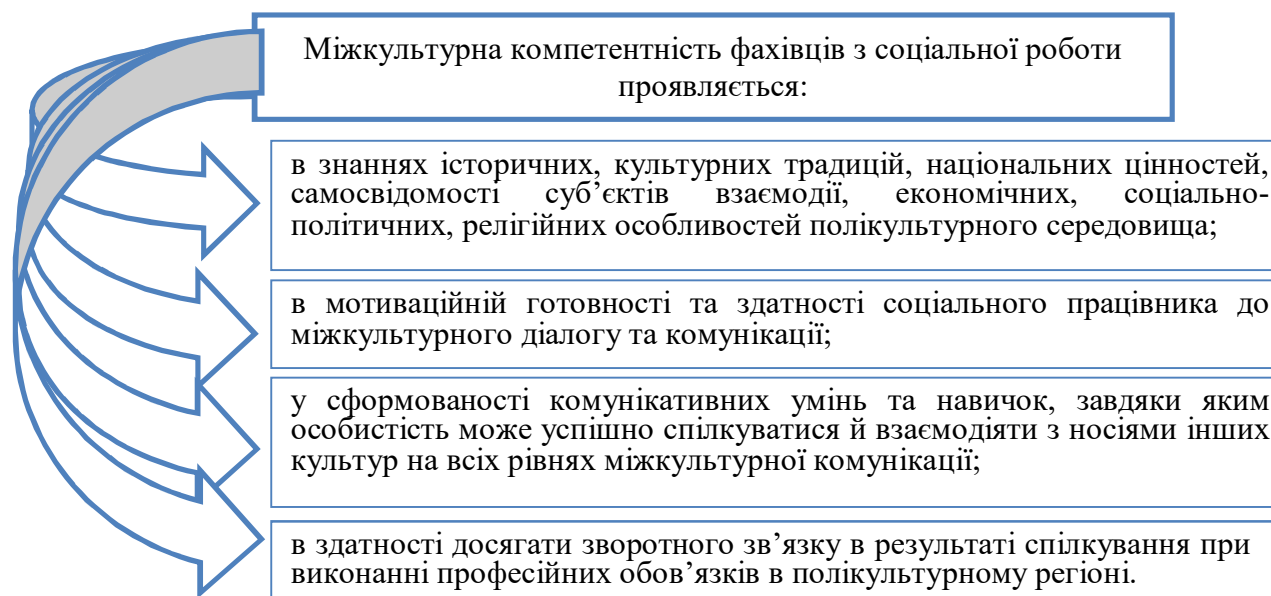 Міжкультурна компетентність фахівців з соціальної роботи
проявляється:
в знаннях історичних, культурних традицій, національних цінностей,
самосвідомості суб’єктів взаємодії, економічних, соціально-
політичних, релігійних особливостей полікультурного середовища;
в мотиваційній готовності та здатності соціального працівника до
міжкультурного діалогу та комунікації;
у сформованості комунікативних умінь та навичок, завдяки яким
особистість може успішно спілкуватися й взаємодіяти з носіями інших
культур на всіх рівнях міжкультурної комунікації;
в здатності досягати зворотного зв’язку в результаті спілкування при
виконанні професійних обов’язків в полікультурному регіоні.